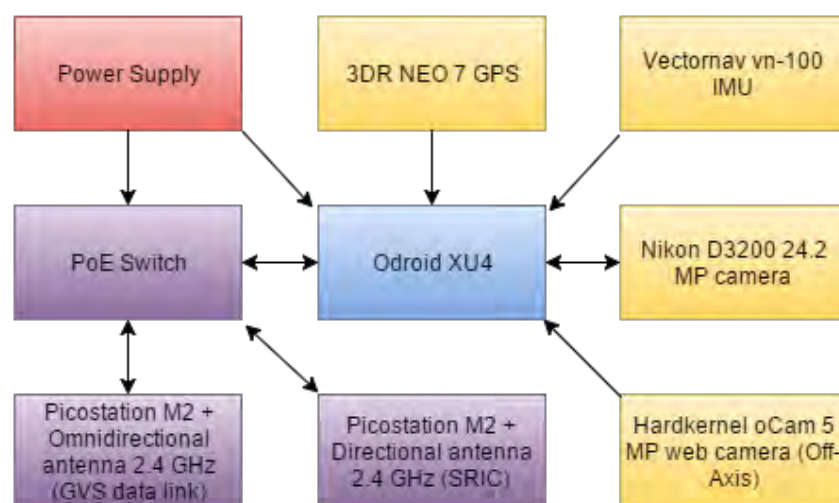 Power Supply
3DR NEO 7 GPS
Vectornav vn-100
IMU
PoE Switch
Odroid XU4
Nikon D3200 24.2
MP camera
Picostation M2 +
Omnidirectional
antenna 2.4 GHz
(GVS data link)
Picostation M2 +
Directional antenna
2.4 GHz (SRIC)
Hardkernel oCam 5
MP web camera (Off-
Axis)